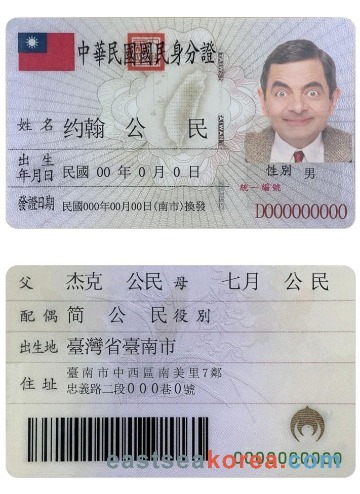 中華民國國民身分證
姓名 约翰 公 民
出生年月日 民國 00 年 0 月 0 日
性別 男
統一編號
發證日期 民國000年00月00日(南市)換發
D000000000
父 杰克 公民 母 七月 公民
配偶 简 公 民 役別
出生地 臺灣省臺南市
住址 臺南市中西區南美里7鄰
忠義路二段000巷0號
0000000000
eastseakorea.com